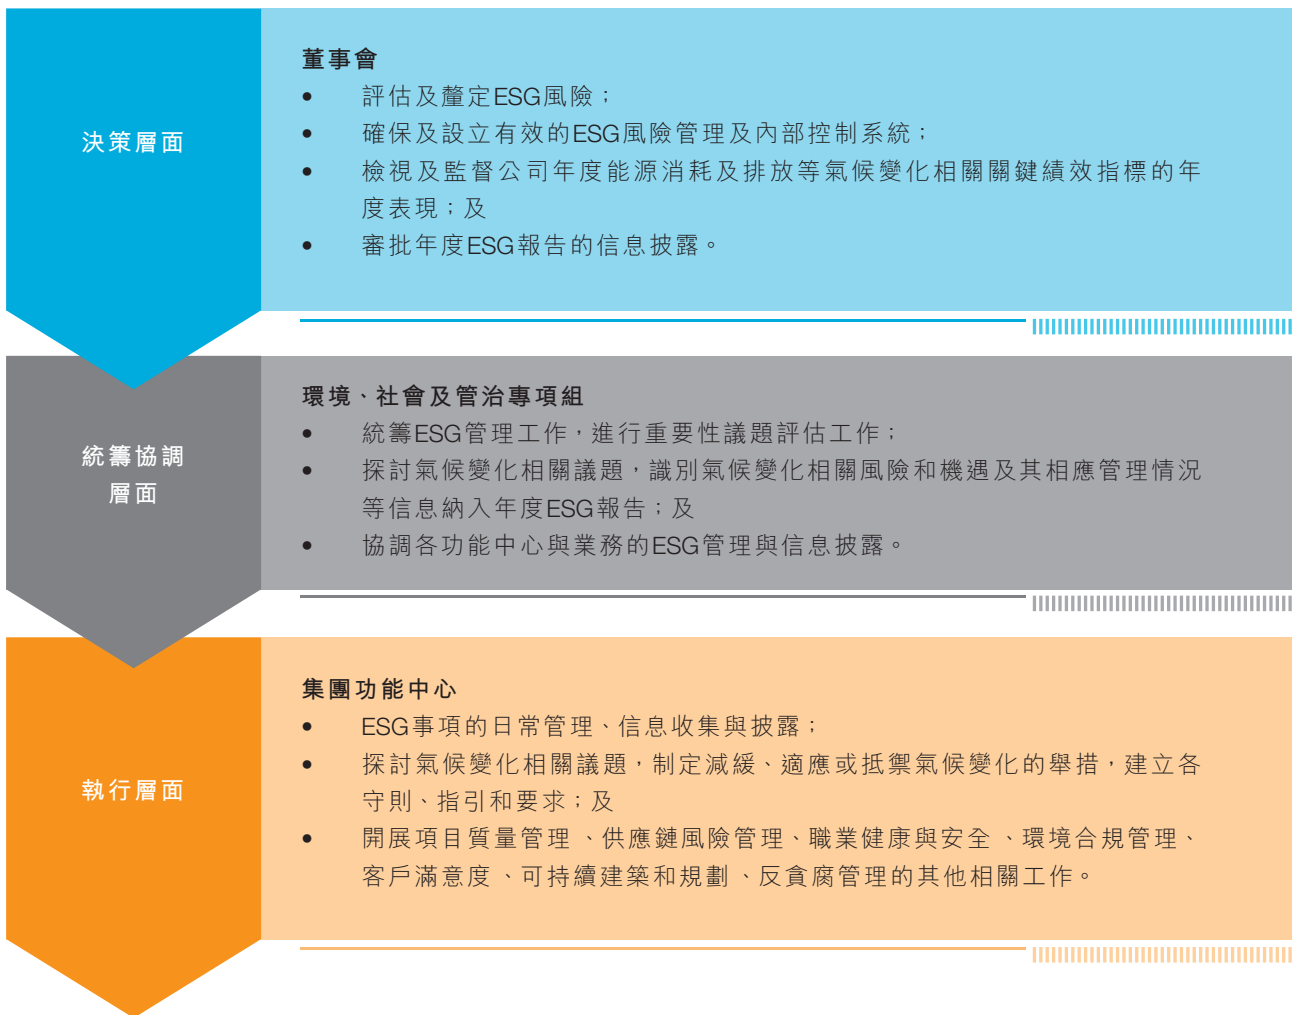 決策層面
董事會
• 評估及釐定ESG風險；
• 確保及設立有效的ESG風險管理及內部控制系統；
• 檢視及監督公司年度能源消耗及排放等氣候變化相關關鍵績效指標的年
度表現；及
• 審批年度ESG報告的信息披露。
統籌協調
層面
環境、社會及管治專項組
• 統籌ESG管理工作，進行重要性議題評估工作；
• 探討氣候變化相關議題，識別氣候變化相關風險和機遇及其相應管理情況
等信息納入年度ESG報告；及
• 協調各功能中心與業務的ESG管理與信息披露。
執行層面
集團功能中心
• ESG事項的日常管理、信息收集與披露；
• 探討氣候變化相關議題，制定減緩、適應或抵禦氣候變化的舉措，建立各
守則、指引和要求；及
• 開展項目質量管理、供應鏈風險管理、職業健康與安全、環境合規管理、
客戶滿意度、可持續建築和規劃、反貪腐管理的其他相關工作。